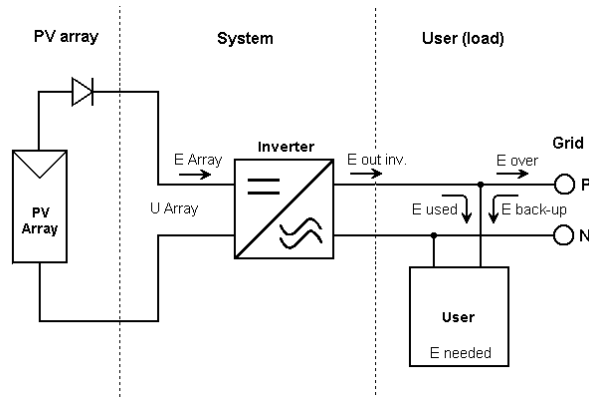 PV array
System
User (load)
Grid
Inverter
E Array
E out inv.
E over
P
PV
Array
U Array
E used
E back-up
N
User
E needed